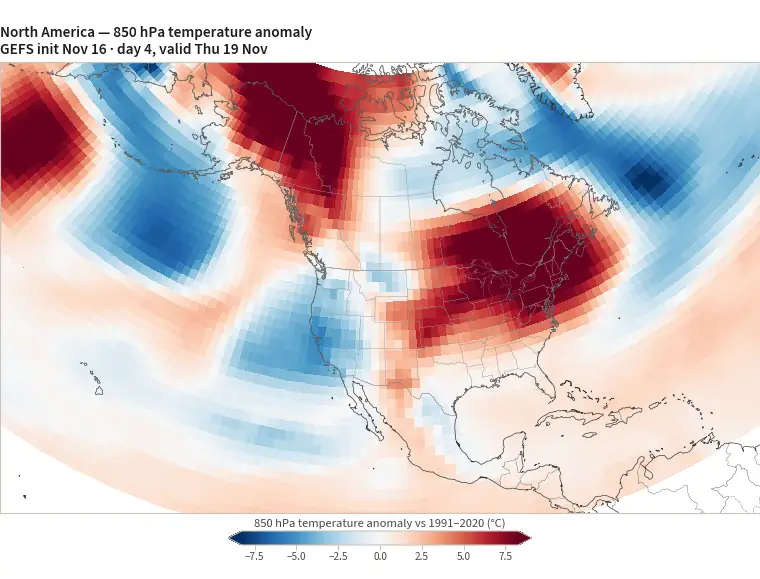 North America — 850 hPa temperature anomaly
GEFS init Nov 16 · day 4, valid Thu 19 Nov
850 hPa temperature anomaly vs 1991–2020 (°C)
−7.5 −5.0 −2.5 0.0 2.5 5.0 7.5